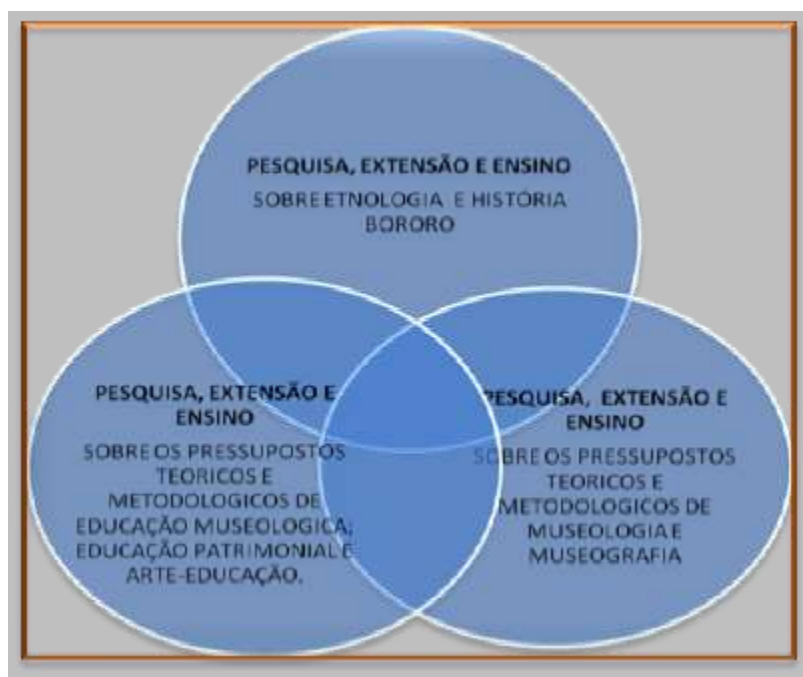 PESQUISA, EXTENSÃO E ENSINO
SOBRE ETNOLOGIA E HISTÓRIA
BORORO
PESQUISA, EXTENSÃO E
ENSINO
SOBRE OS PRESSUPOSTOS
TEORICOS E
METODOLOGICOS DE
EDUCAÇÃO MUSEOLOGICA;
EDUCAÇÃO PATRIMONIAL E
ARTE-EDUCAÇÃO.
PESQUISA, EXTENSÃO E
ENSINO
SOBRE OS PRESSUPOSTOS
TEORICOS E
METODOLOGICOS DE
MUSEOLOGIA E
MUSEOGRAFIA